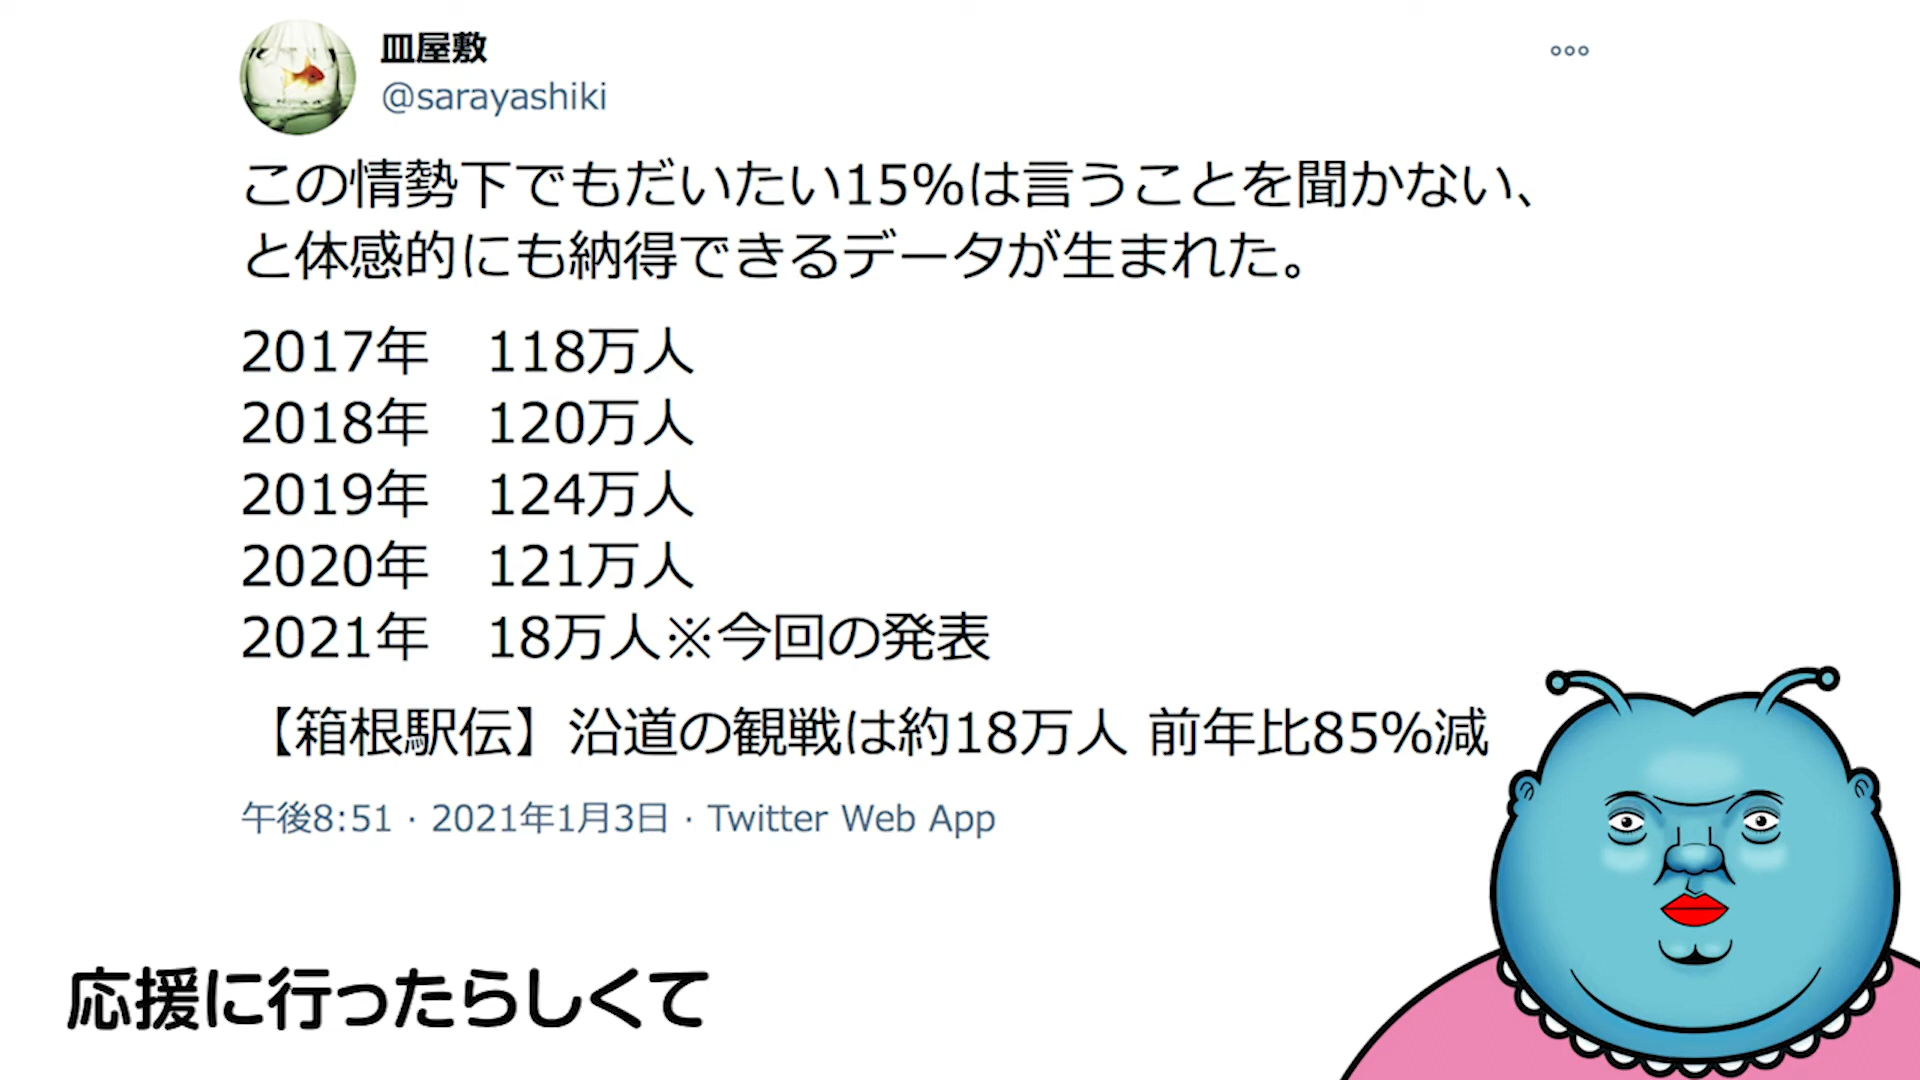 皿屋敷
@sarayashiki
この情勢下でもだいたい15%は言うことを聞かない、
と体感的にも納得できるデータが生まれた。
2017年　118万人
2018年　120万人
2019年　124万人
2020年　121万人
2021年　18万人※今回の発表
【箱根駅伝】沿道の観戦は約18万人 前年比85%減
午後8:51 · 2021年1月3日 · Twitter Web App
応援に行ったらしくて